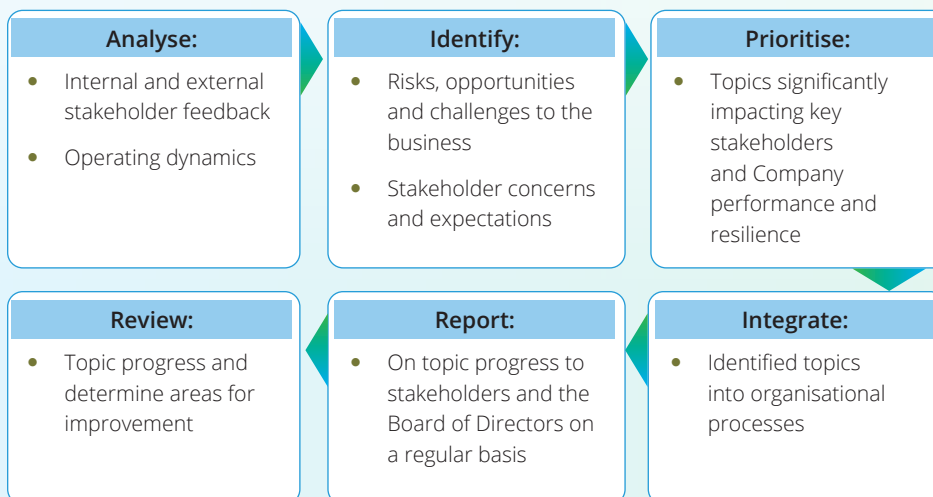 Analyse:
• Internal and external
stakeholder feedback
• Operating dynamics
Identify:
• Risks, opportunities
and challenges to the
business
• Stakeholder concerns
and expectations
Prioritise:
• Topics significantly
impacting key
stakeholders
and Company
performance and
resilience
Integrate:
• Identified topics
into organisational
processes
Report:
• On topic progress to
stakeholders and the
Board of Directors on
a regular basis
Review:
• Topic progress and
determine areas for
improvement